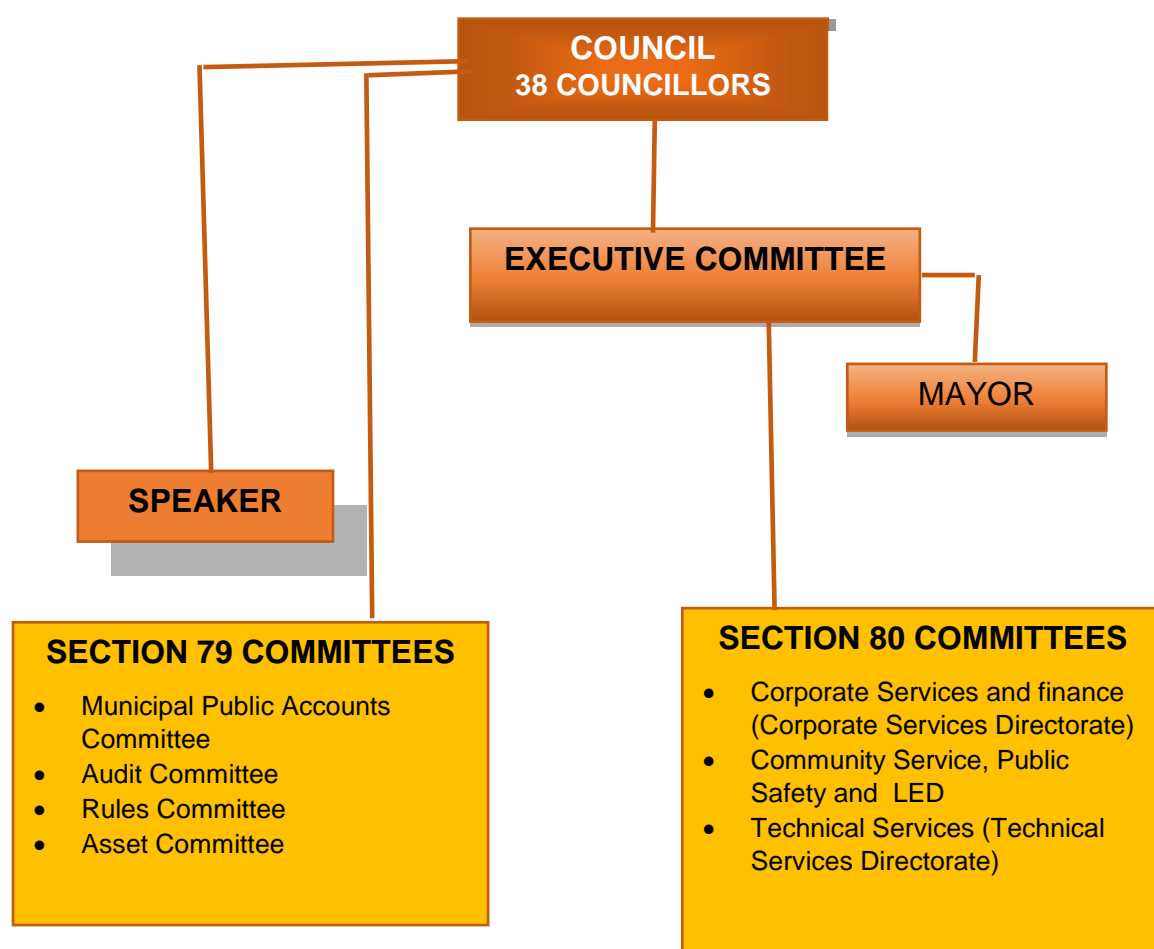 COUNCIL
38 COUNCILLORS
EXECUTIVE COMMITTEE
MAYOR
SPEAKER
SECTION 79 COMMITTEES
• Municipal Public Accounts
Committee
• Audit Committee
• Rules Committee
• Asset Committee
SECTION 80 COMMITTEES
• Corporate Services and finance
(Corporate Services Directorate)
• Community Service, Public
Safety and  LED
• Technical Services (Technical
Services Directorate)